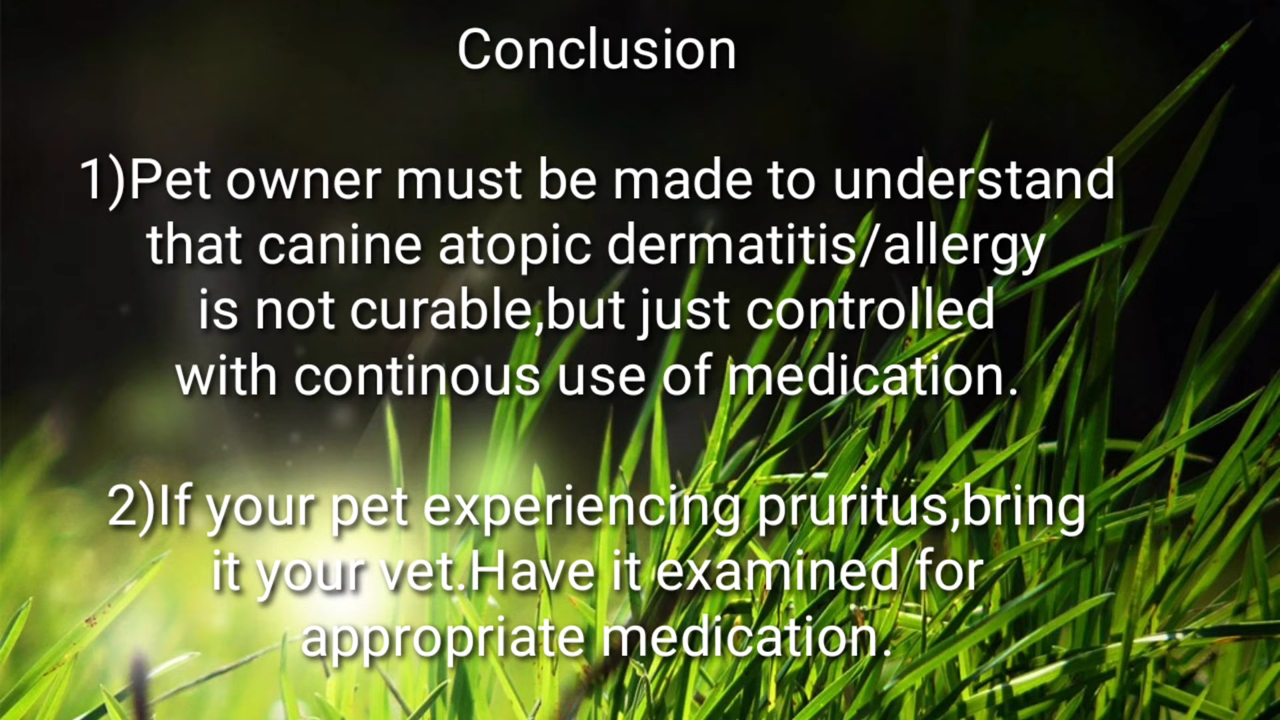 Conclusion
1)Pet owner must be made to understand
that canine atopic dermatitis/allergy
is not curable,but just controlled
with continous use of medication.
2)If your pet experiencing pruritus,bring
it your vet.Have it examined for
appropriate medication.